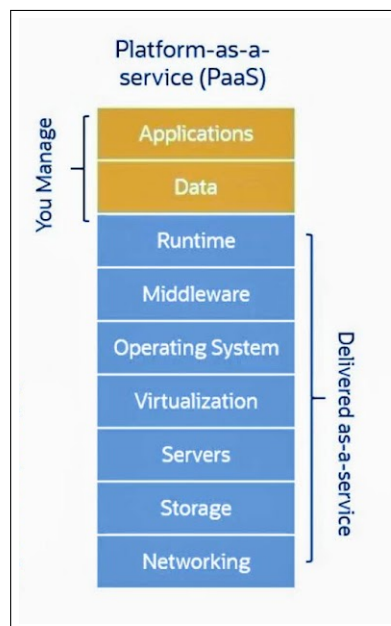 Platform-as-a-
service (PaaS)
You Manage
Applications
Data
Runtime
Middleware
Operating System
Virtualization
Servers
Storage
Networking
Delivered as-a-service